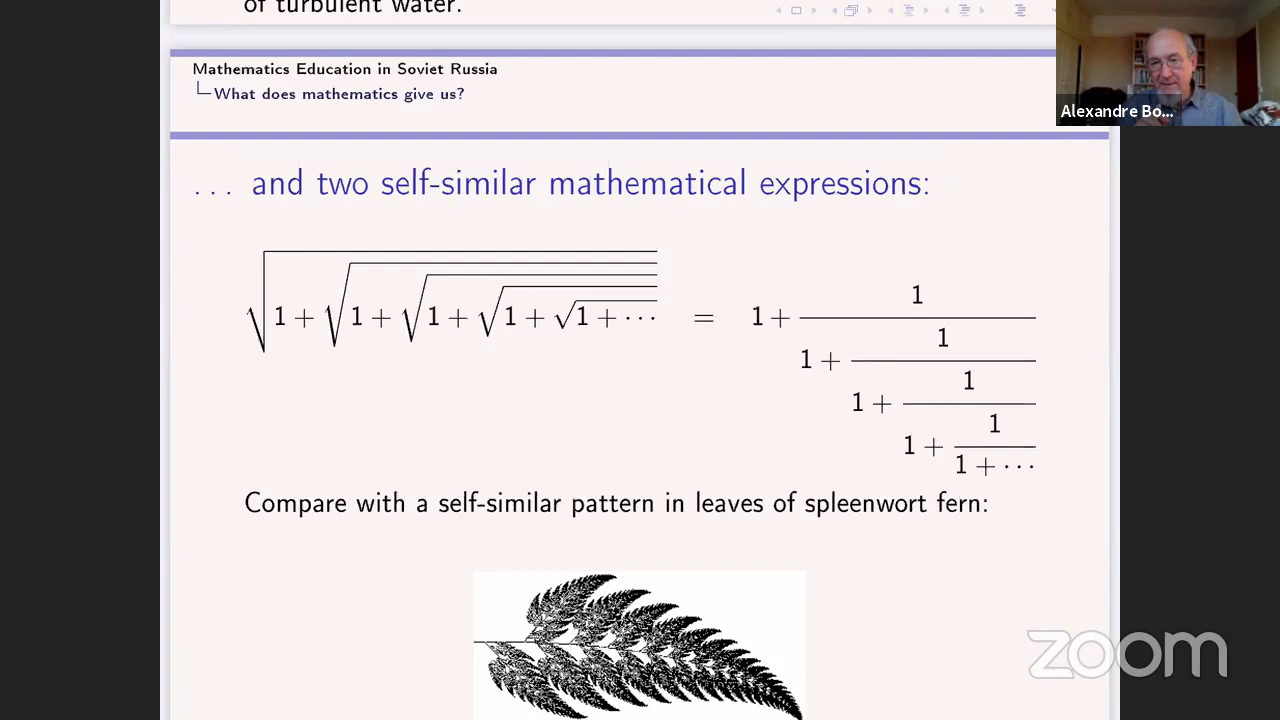 of turbulent water.
Alexandre Bo...
Mathematics Education in Soviet Russia
What does mathematics give us?
... and two self-similar mathematical expressions:
√(1 + √(1 + √(1 + √(1 + √(1 + ···))))) = 1 + 1/(1 + 1/(1 + 1/(1 + 1/(1 + ···))))
Compare with a self-similar pattern in leaves of spleenwort fern:
zoom